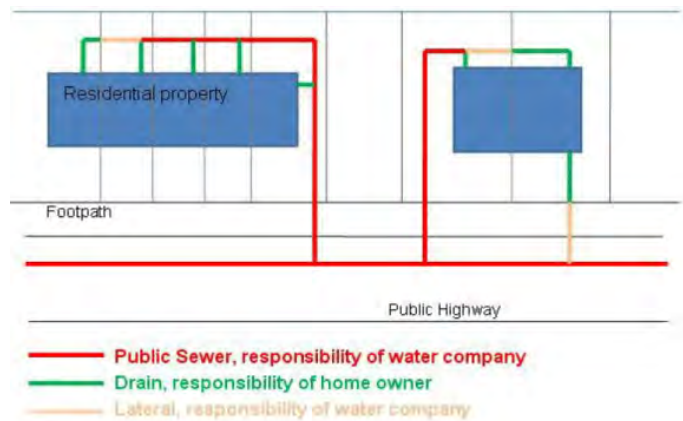 Residential property
Footpath
Public Highway
Public Sewer, responsibility of water company
Drain, responsibility of home owner
Lateral, responsibility of water company